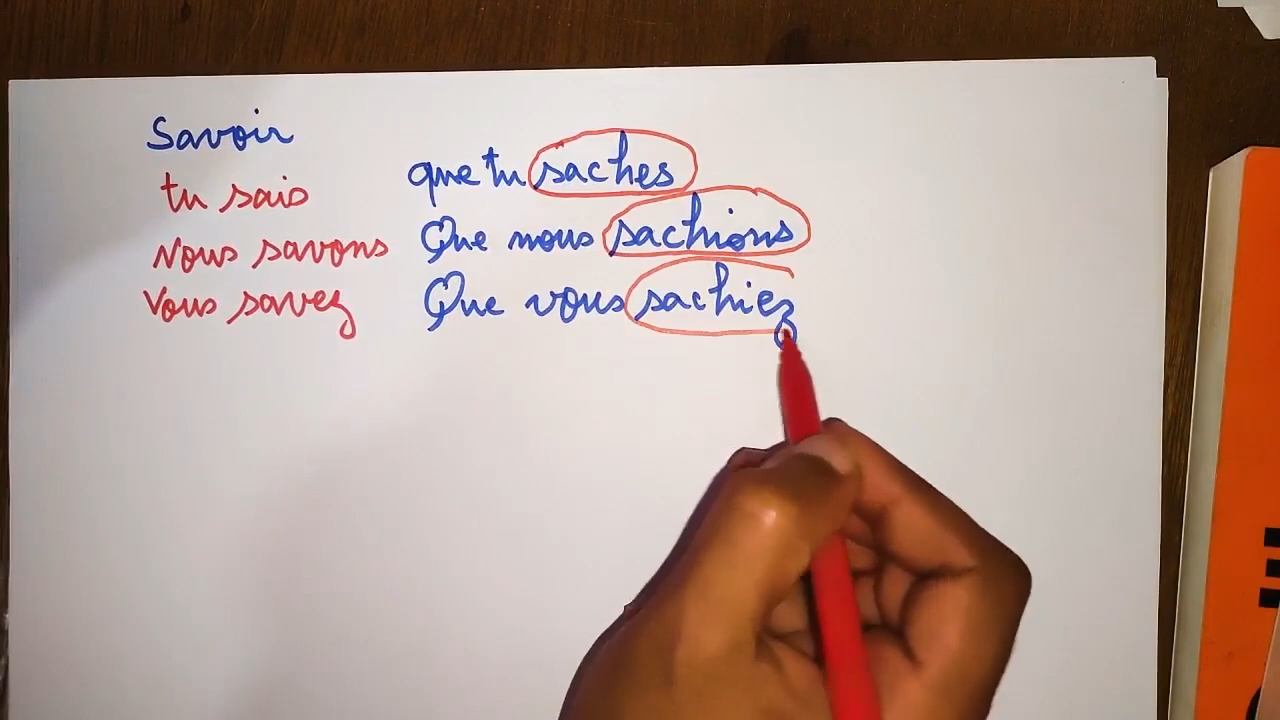 Savoir
tu sais que tu saches
Nous savons Que nous sachions
Vous savez Que vous sachiez